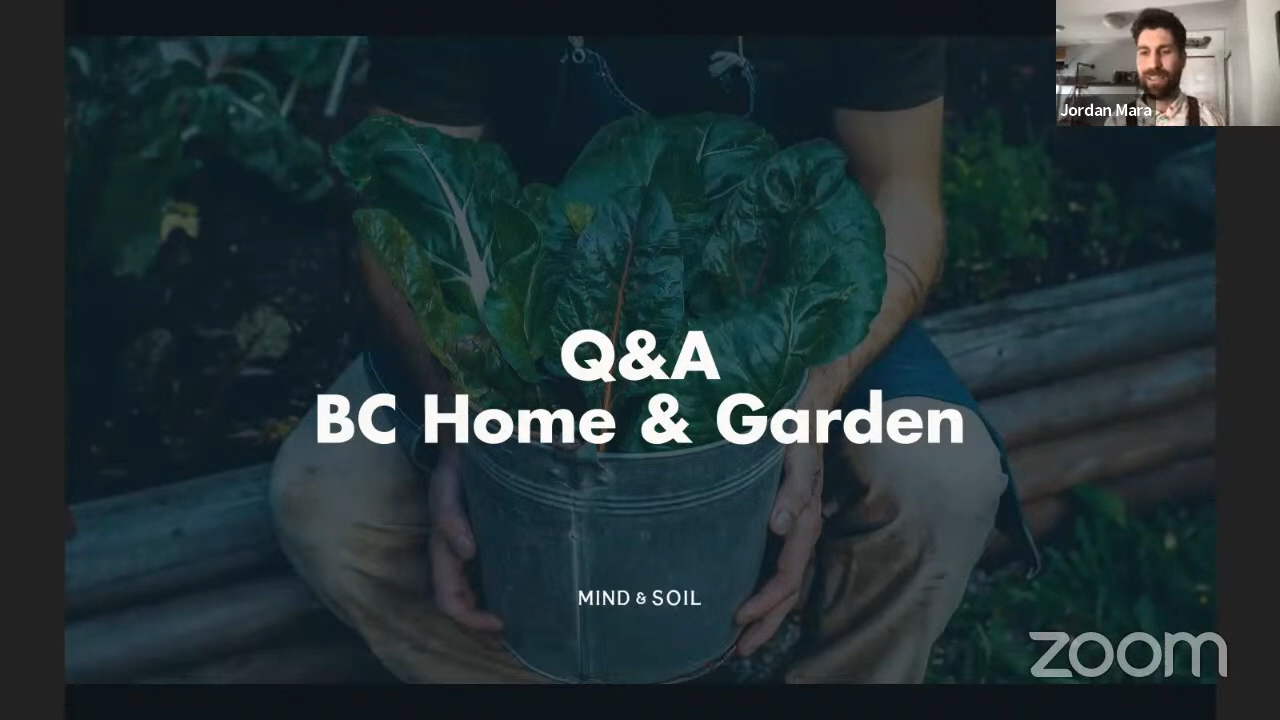 Jordan Mara
Q&A
BC Home & Garden
MIND & SOIL
zoom